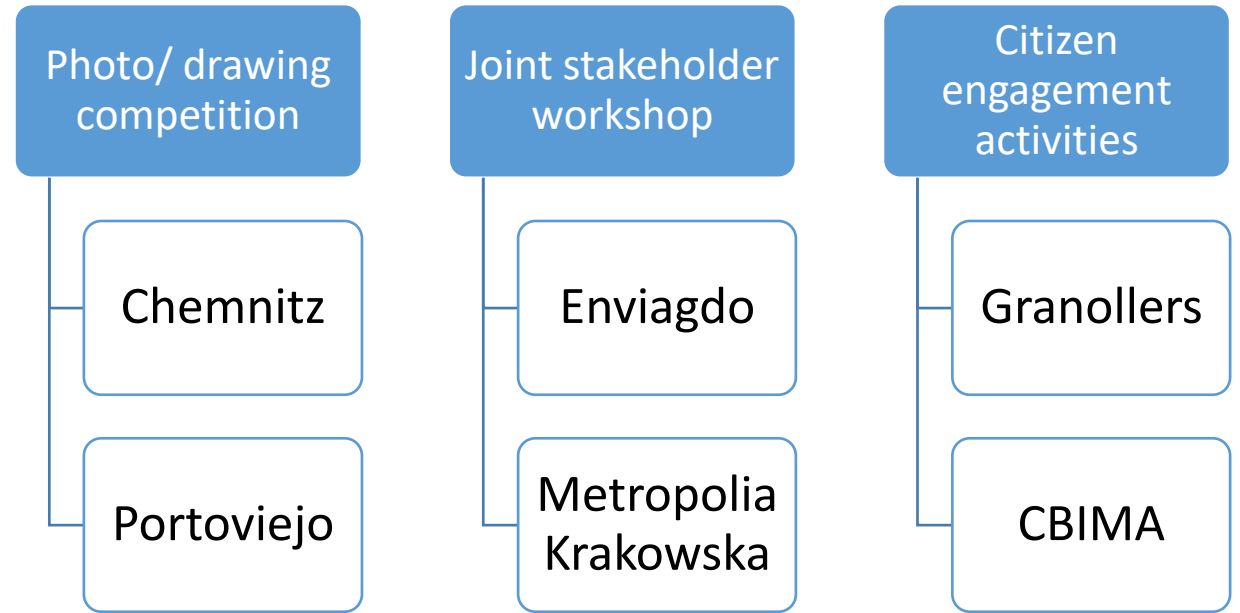 Photo/ drawing
competition
Chemnitz
Portoviejo
Joint stakeholder
workshop
Enviagdo
Metropolia
Krakowska
Citizen
engagement
activities
Granollers
CBIMA